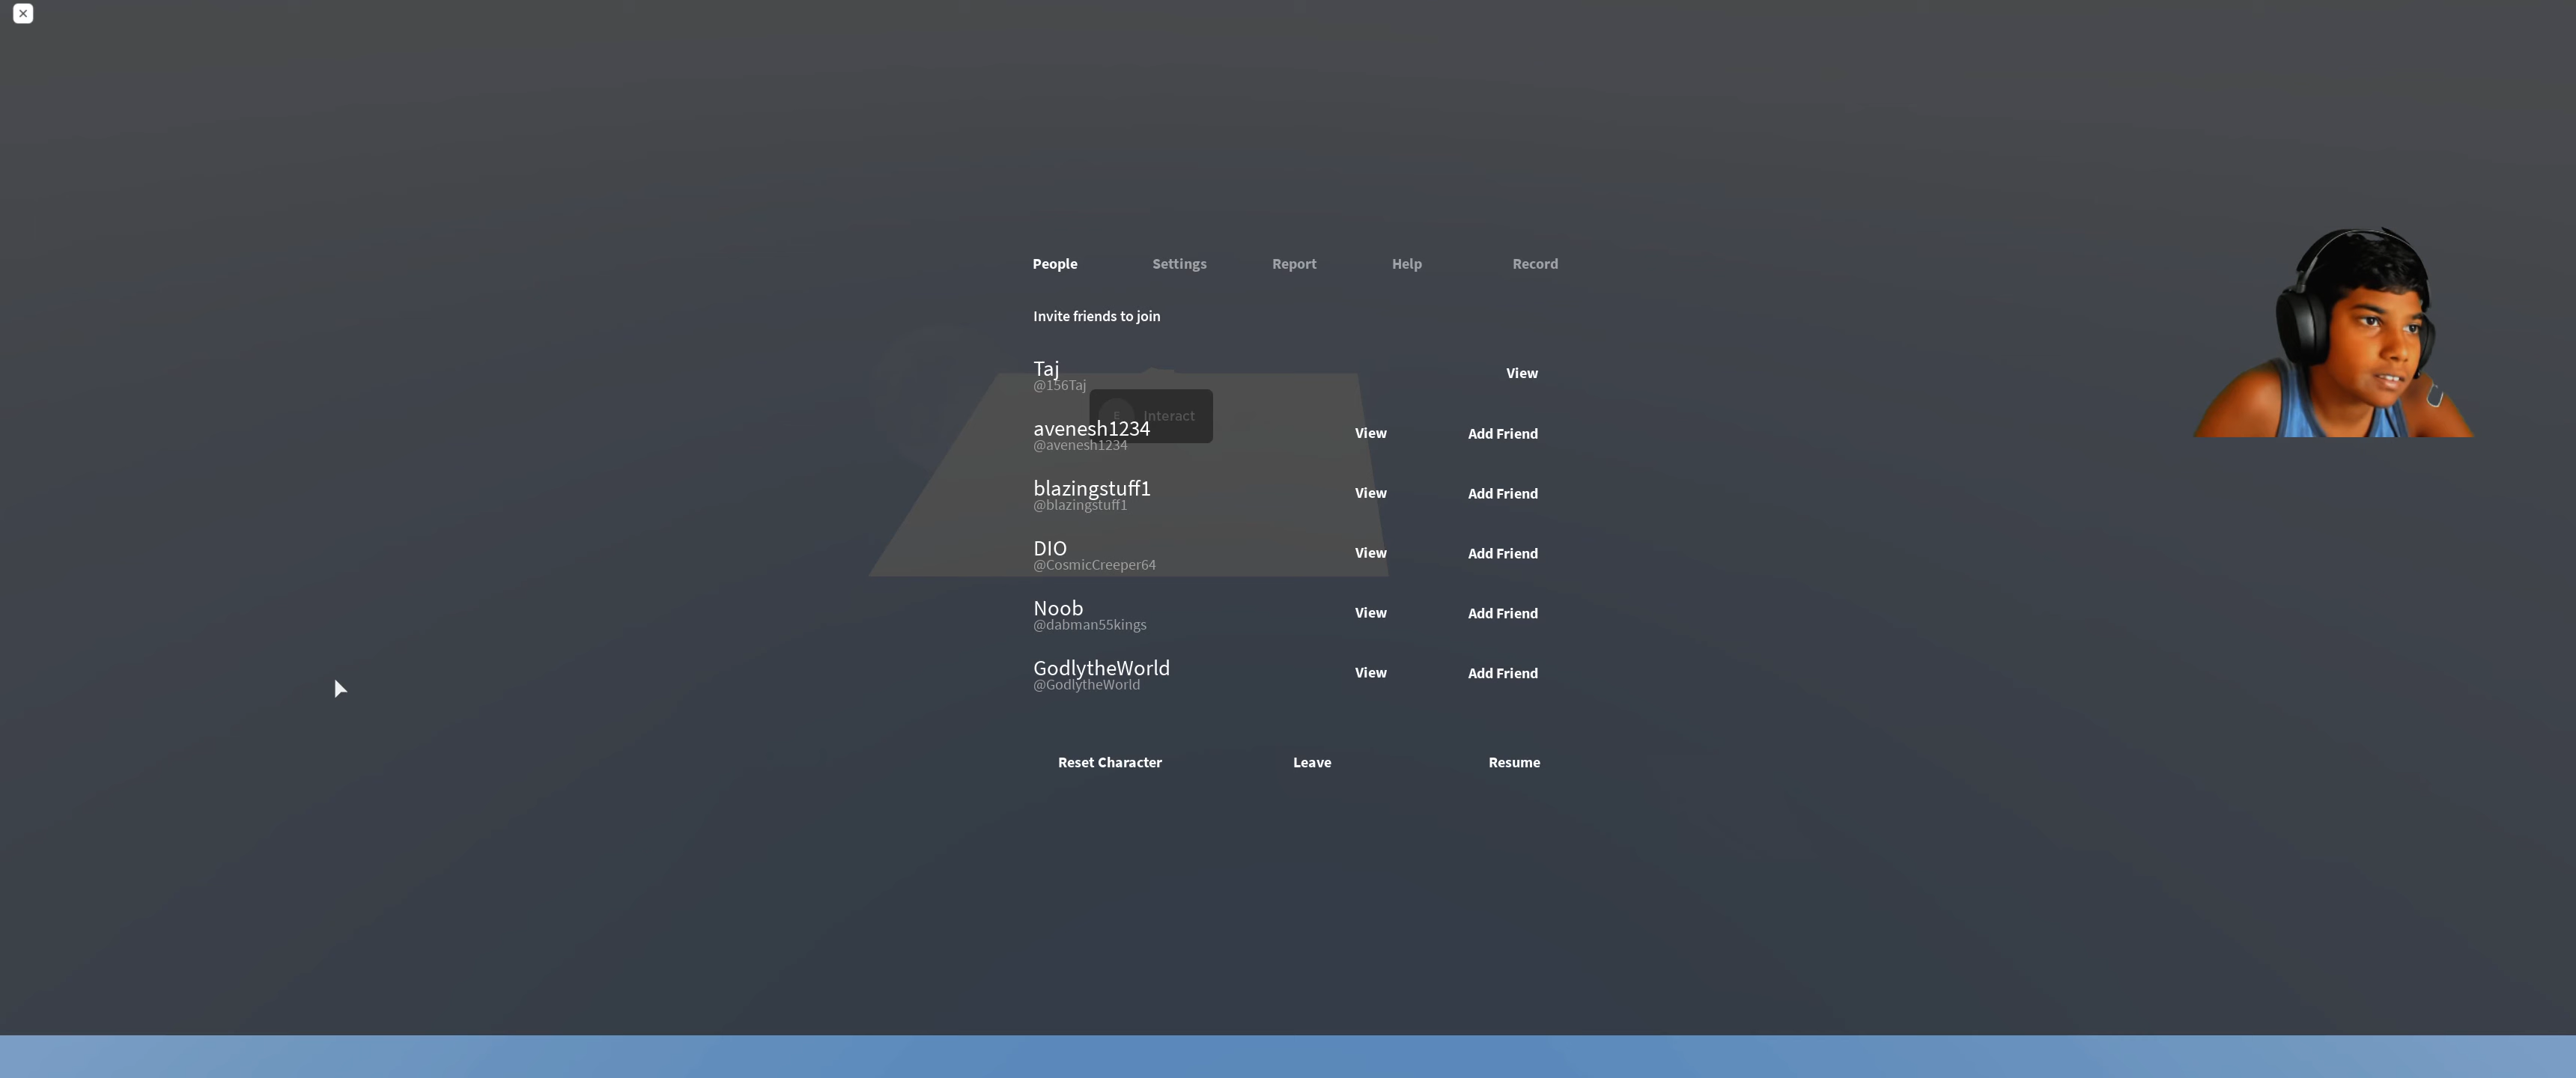 People Settings Report Help Record
Invite friends to join
Taj
@156Taj
View
E Interact
avenesh1234
@avenesh1234
View Add Friend
blazingstuff1
@blazingstuff1
View Add Friend
DIO
@CosmicCreeper64
View Add Friend
Noob
@dabman55kings
View Add Friend
GodlytheWorld
@GodlytheWorld
View Add Friend
Reset Character Leave Resume